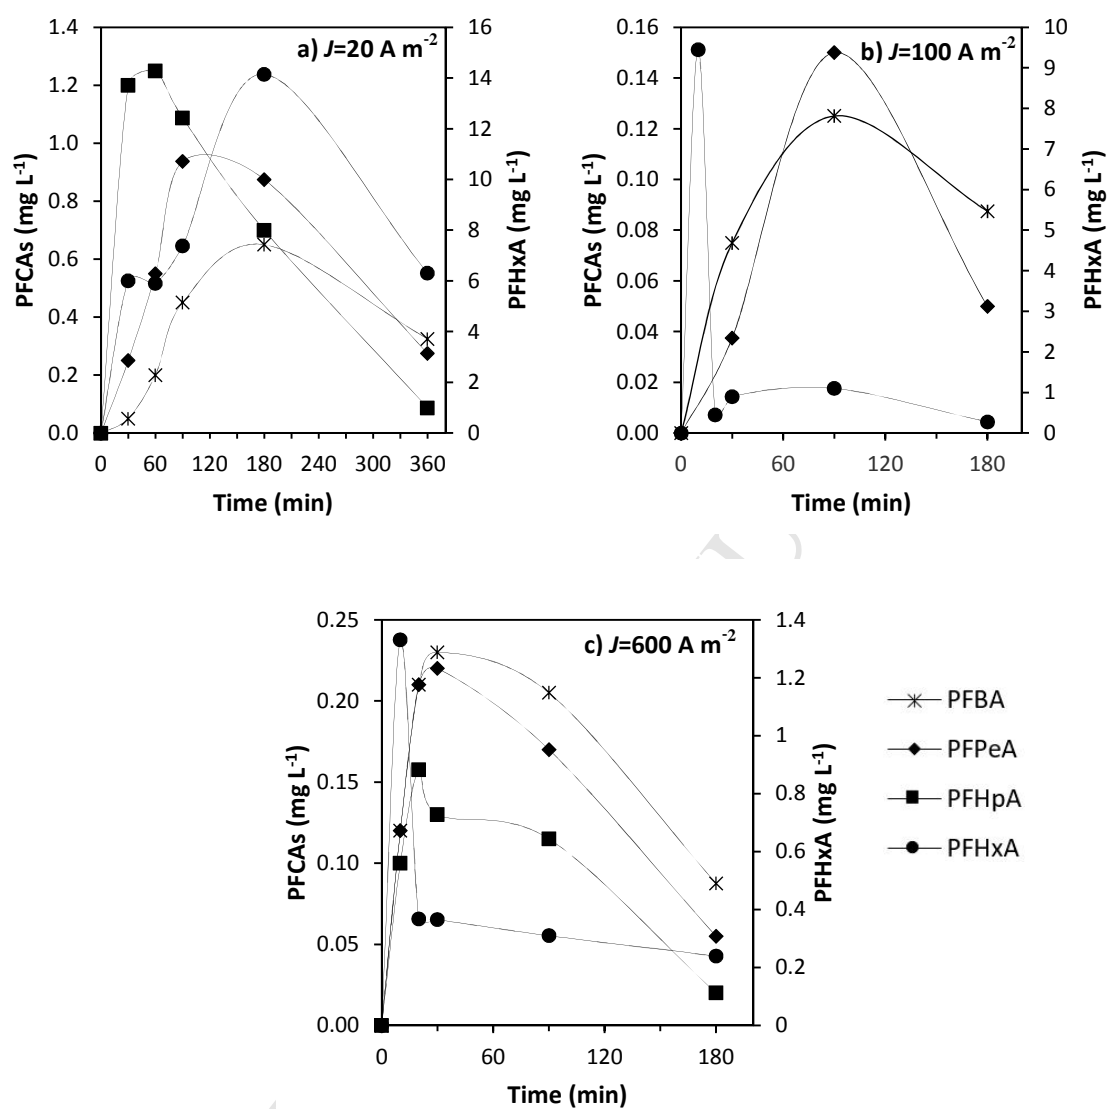 a) J=20 A m-2
1.4
1.2
1.0
0.8
0.6
0.4
0.2
0.0
PFCAs (mg L-1)
16
14
12
10
8
6
4
2
0
PFHxA (mg L-1)
0 60 120 180 240 300 360
Time (min)
b) J=100 A m-2
0.16
0.14
0.12
0.10
0.08
0.06
0.04
0.02
0.00
PFCAs (mg L-1)
10
9
8
7
6
5
4
3
2
1
0
PFHxA (mg L-1)
0 60 120 180
Time (min)
c) J=600 A m-2
0.25
0.20
0.15
0.10
0.05
0.00
PFCAs (mg L-1)
1.4
1.2
1
0.8
0.6
0.4
0.2
0
PFHxA (mg L-1)
0 60 120 180
Time (min)
PFBA
PFPeA
PFHpA
PFHxA